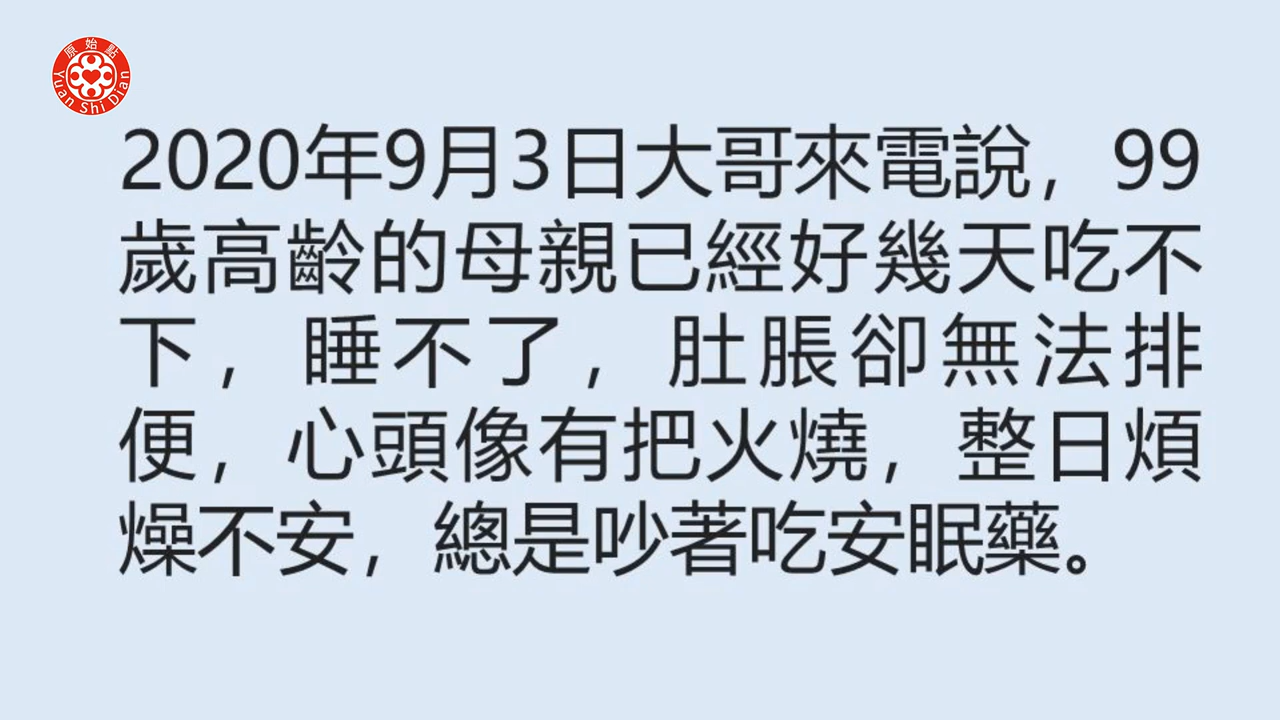 原始點
Yuan Shi Dian
2020年9月3日大哥來電說，99
歲高齡的母親已經好幾天吃不
下，睡不了，肚脹卻無法排
便，心頭像有把火燒，整日煩
燥不安，總是吵著吃安眠藥。